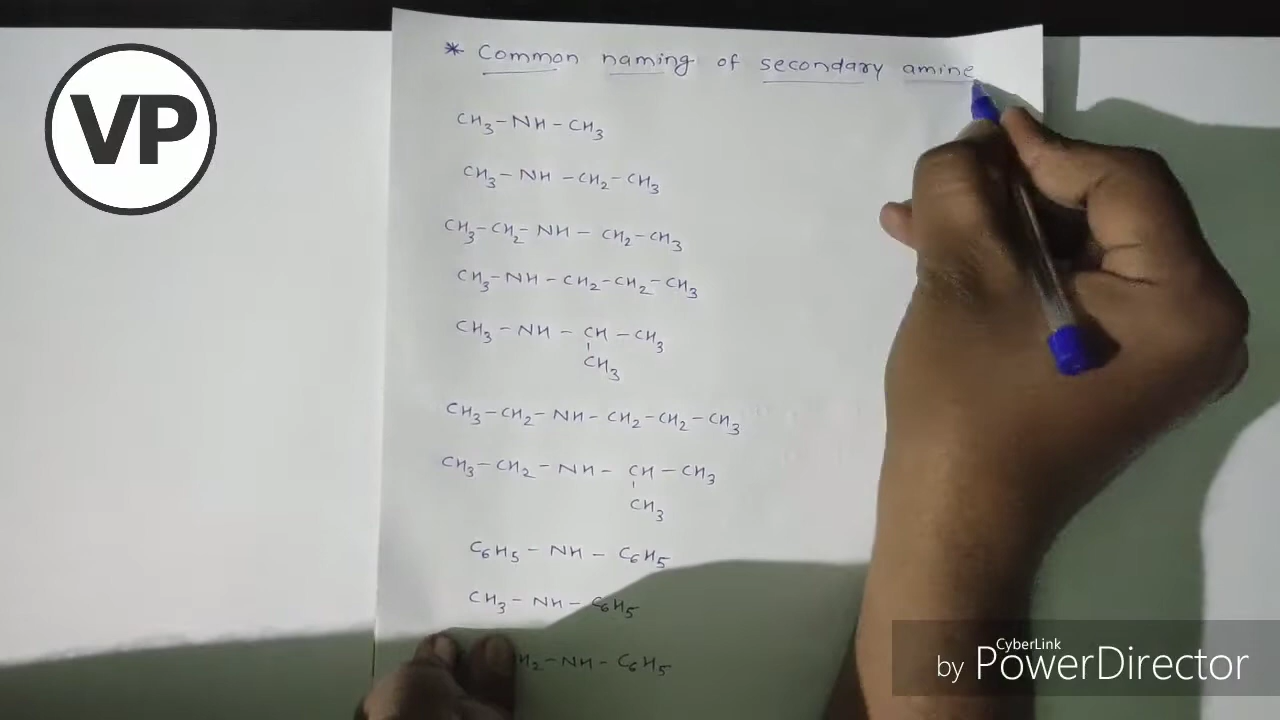 VP
* Common naming of secondary amine
CH₃-NH-CH₃
CH₃-NH-CH₂-CH₃
CH₃-CH₂-NH-CH₂-CH₃
CH₃-NH-CH₂-CH₂-CH₃
CH₃-NH-CH-CH₃
CH₃
CH₃-CH₂-NH-CH₂-CH₂-CH₃
CH₃-CH₂-NH-CH-CH₃
CH₃
C₆H₅-NH-C₆H₅
CH₃-NH-C₆H₅
H₂-NH-C₆H₅
CyberLink
by PowerDirector